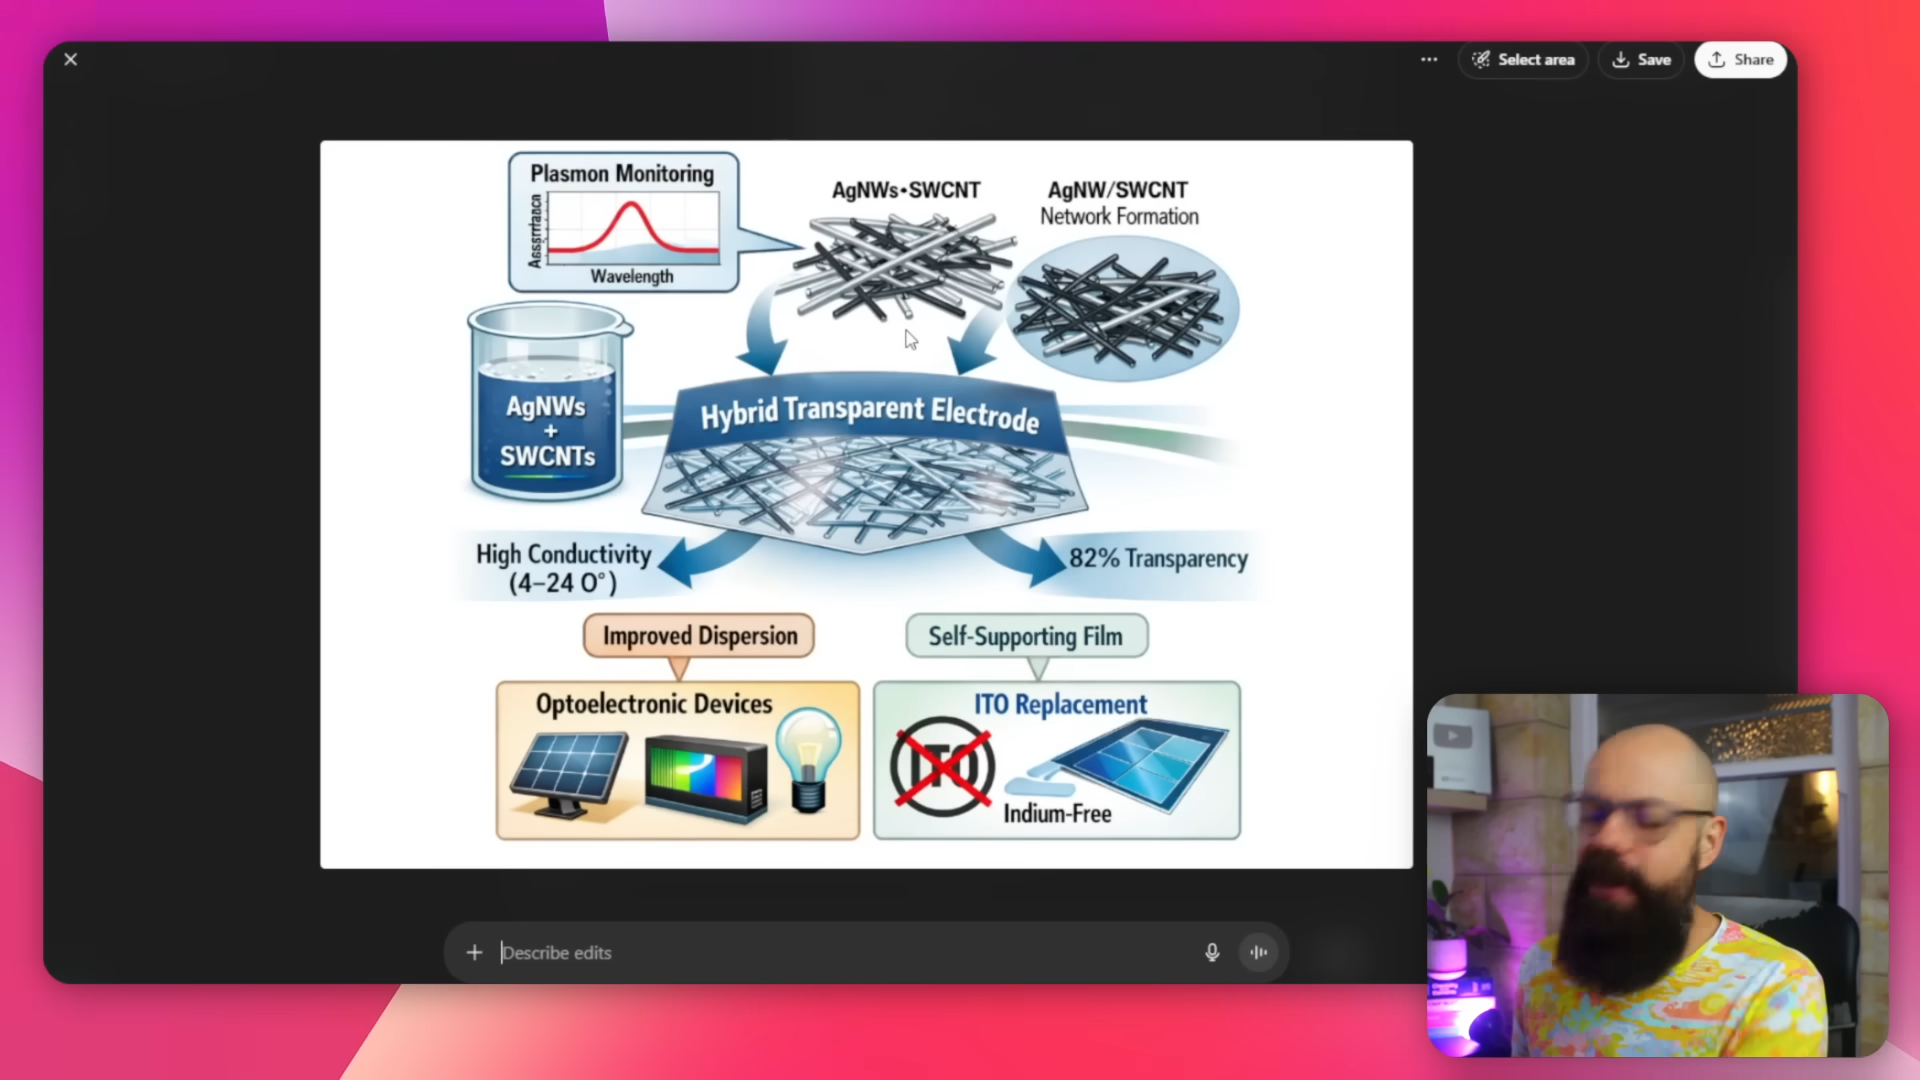 Select area
Save
Share
Plasmon Monitoring
Wavelength
AgNWs•SWCNT
AgNW/SWCNT
Network Formation
AgNWs
+
SWCNTs
Hybrid Transparent Electrode
High Conductivity
(4–24 O°)
82% Transparency
Improved Dispersion
Self-Supporting Film
Optoelectronic Devices
ITO Replacement
ITO
Indium-Free
Describe edits